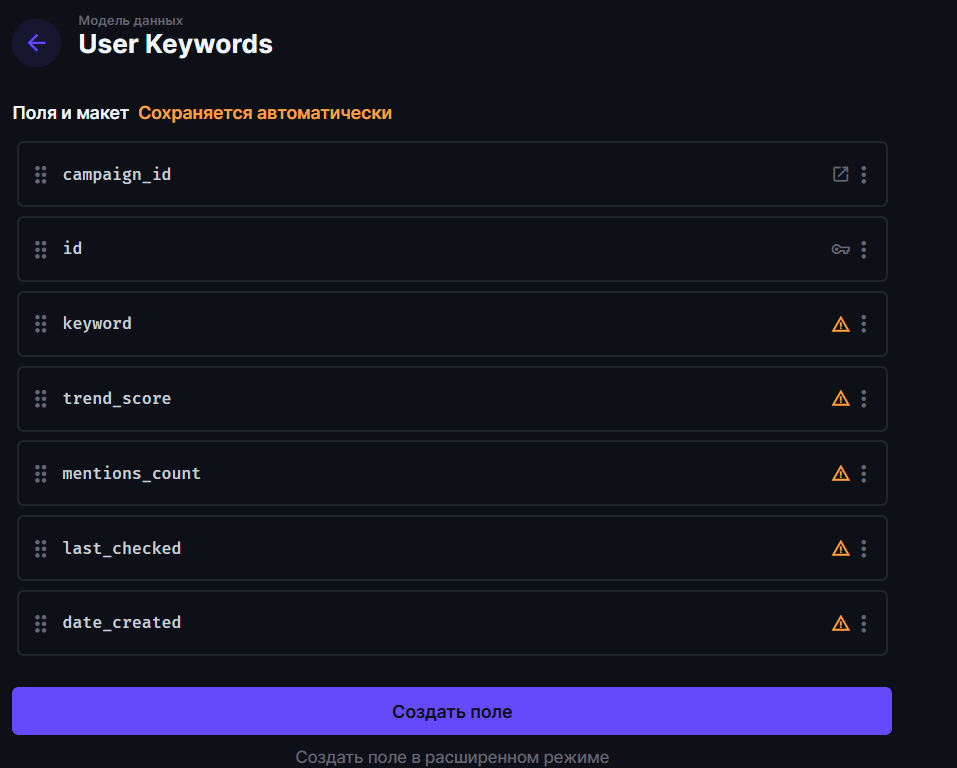 Модель данных
User Keywords
Поля и макет Сохраняется автоматически
campaign_id
id
keyword
trend_score
mentions_count
last_checked
date_created
Создать поле
Создать поле в расширенном режиме